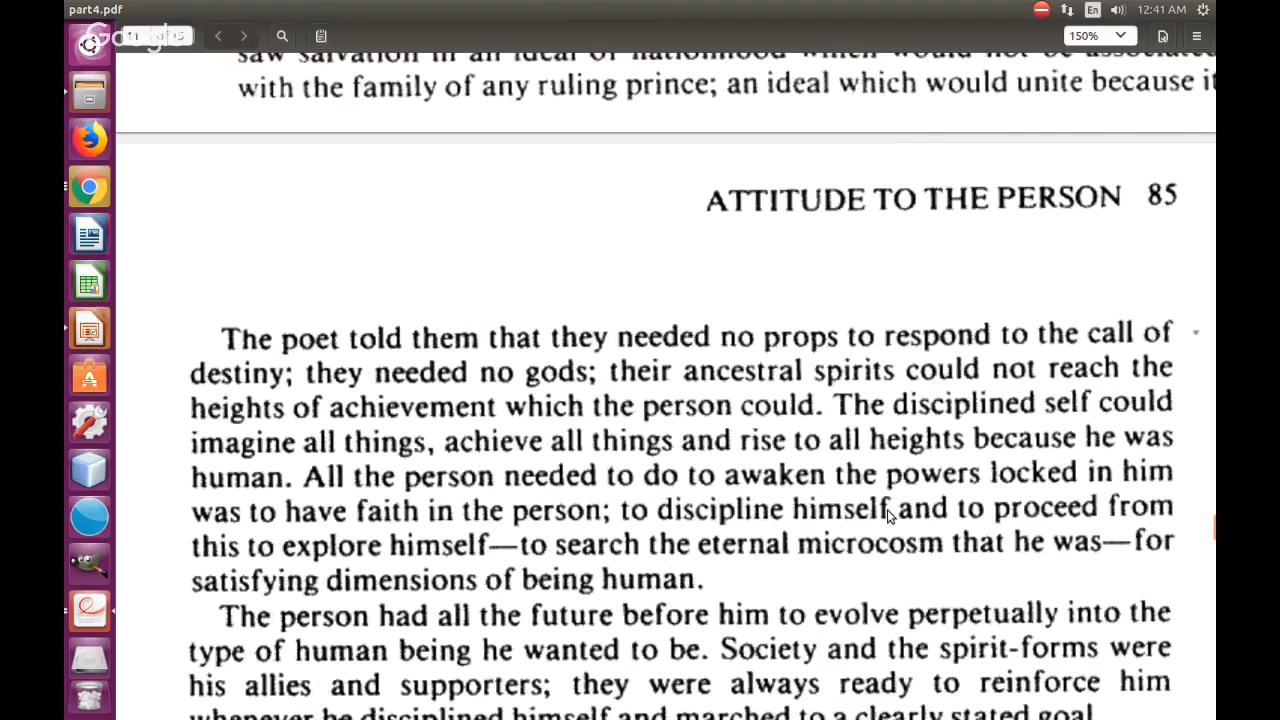 part4.pdf
En
12:41 AM
Google
11 of 15
150%
saw salvation in an ideal of nationhood which would not be associate
with the family of any ruling prince; an ideal which would unite because it
ATTITUDE TO THE PERSON 85
The poet told them that they needed no props to respond to the call of
destiny; they needed no gods; their ancestral spirits could not reach the
heights of achievement which the person could. The disciplined self could
imagine all things, achieve all things and rise to all heights because he was
human. All the person needed to do to awaken the powers locked in him
was to have faith in the person; to discipline himself and to proceed from
this to explore himself—to search the eternal microcosm that he was—for
satisfying dimensions of being human.
The person had all the future before him to evolve perpetually into the
type of human being he wanted to be. Society and the spirit-forms were
his allies and supporters; they were always ready to reinforce him
whenever he disciplined himself and marched to a clearly stated goal